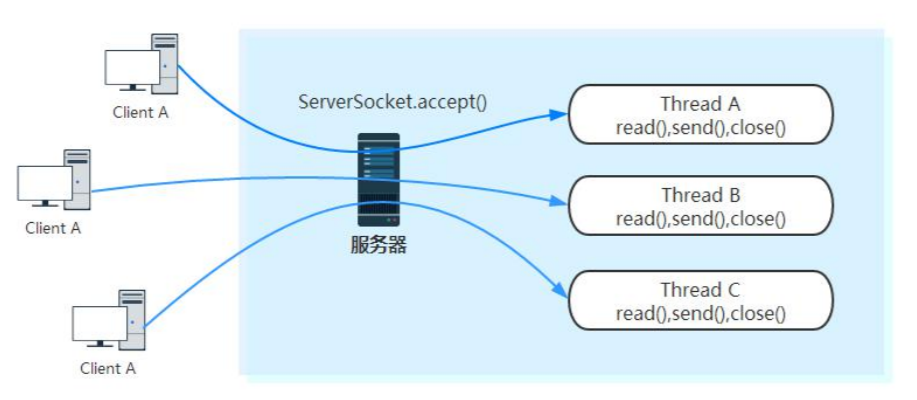 Client A
ServerSocket.accept()
Thread A
read(),send(),close()
Client A
Thread B
read(),send(),close()
服务器
Thread C
read(),send(),close()
Client A